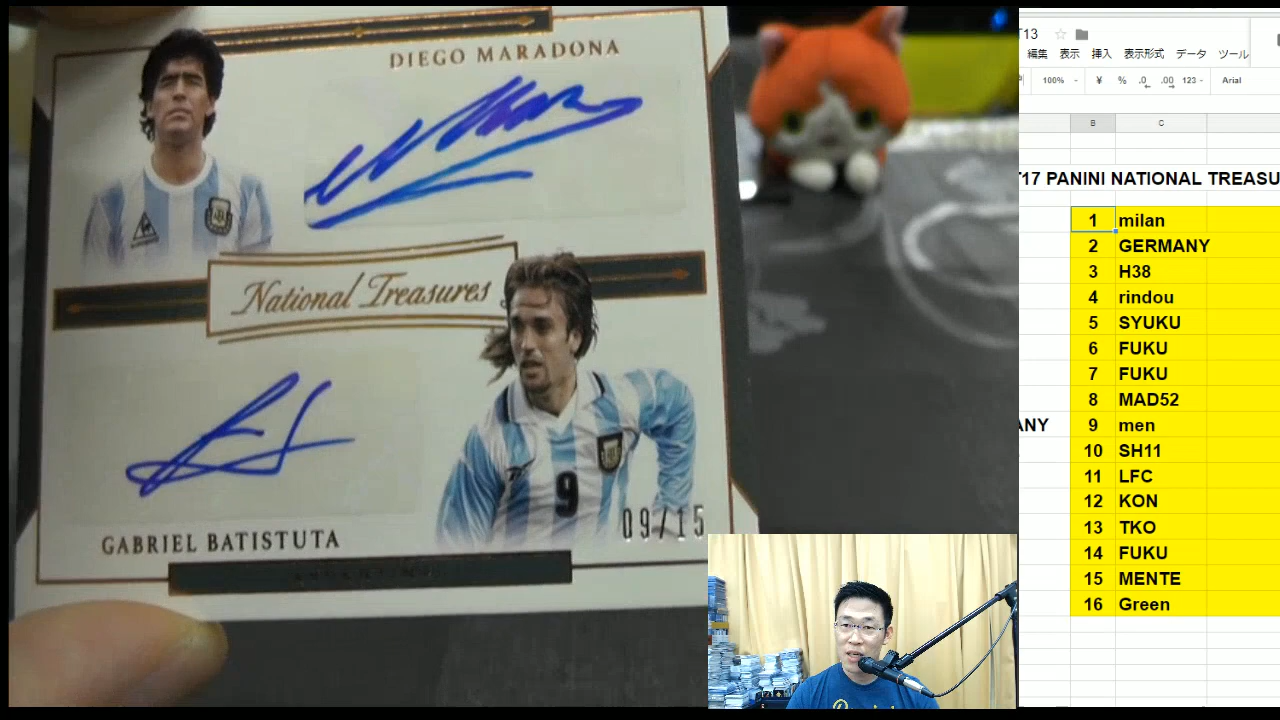 DIEGO MARADONA
National Treasures
9
09/15
GABRIEL BATISTUTA
T13
編集 表示 挿入 表示形式 データ ツール
100% ¥ % .0 .00 123 Arial
B C
T17 PANINI NATIONAL TREASU
1 milan
2 GERMANY
3 H38
4 rindou
5 SYUKU
6 FUKU
7 FUKU
8 MAD52
ANY 9 men
10 SH11
11 LFC
12 KON
13 TKO
14 FUKU
15 MENTE
16 Green